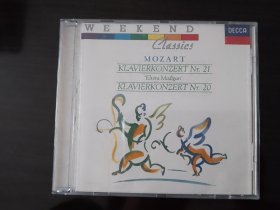 WEEKEND
Classics
DECCA
MOZART
KLAVIERKONZERT Nr. 21
"Elvira Madigan"
KLAVIERKONZERT Nr. 20